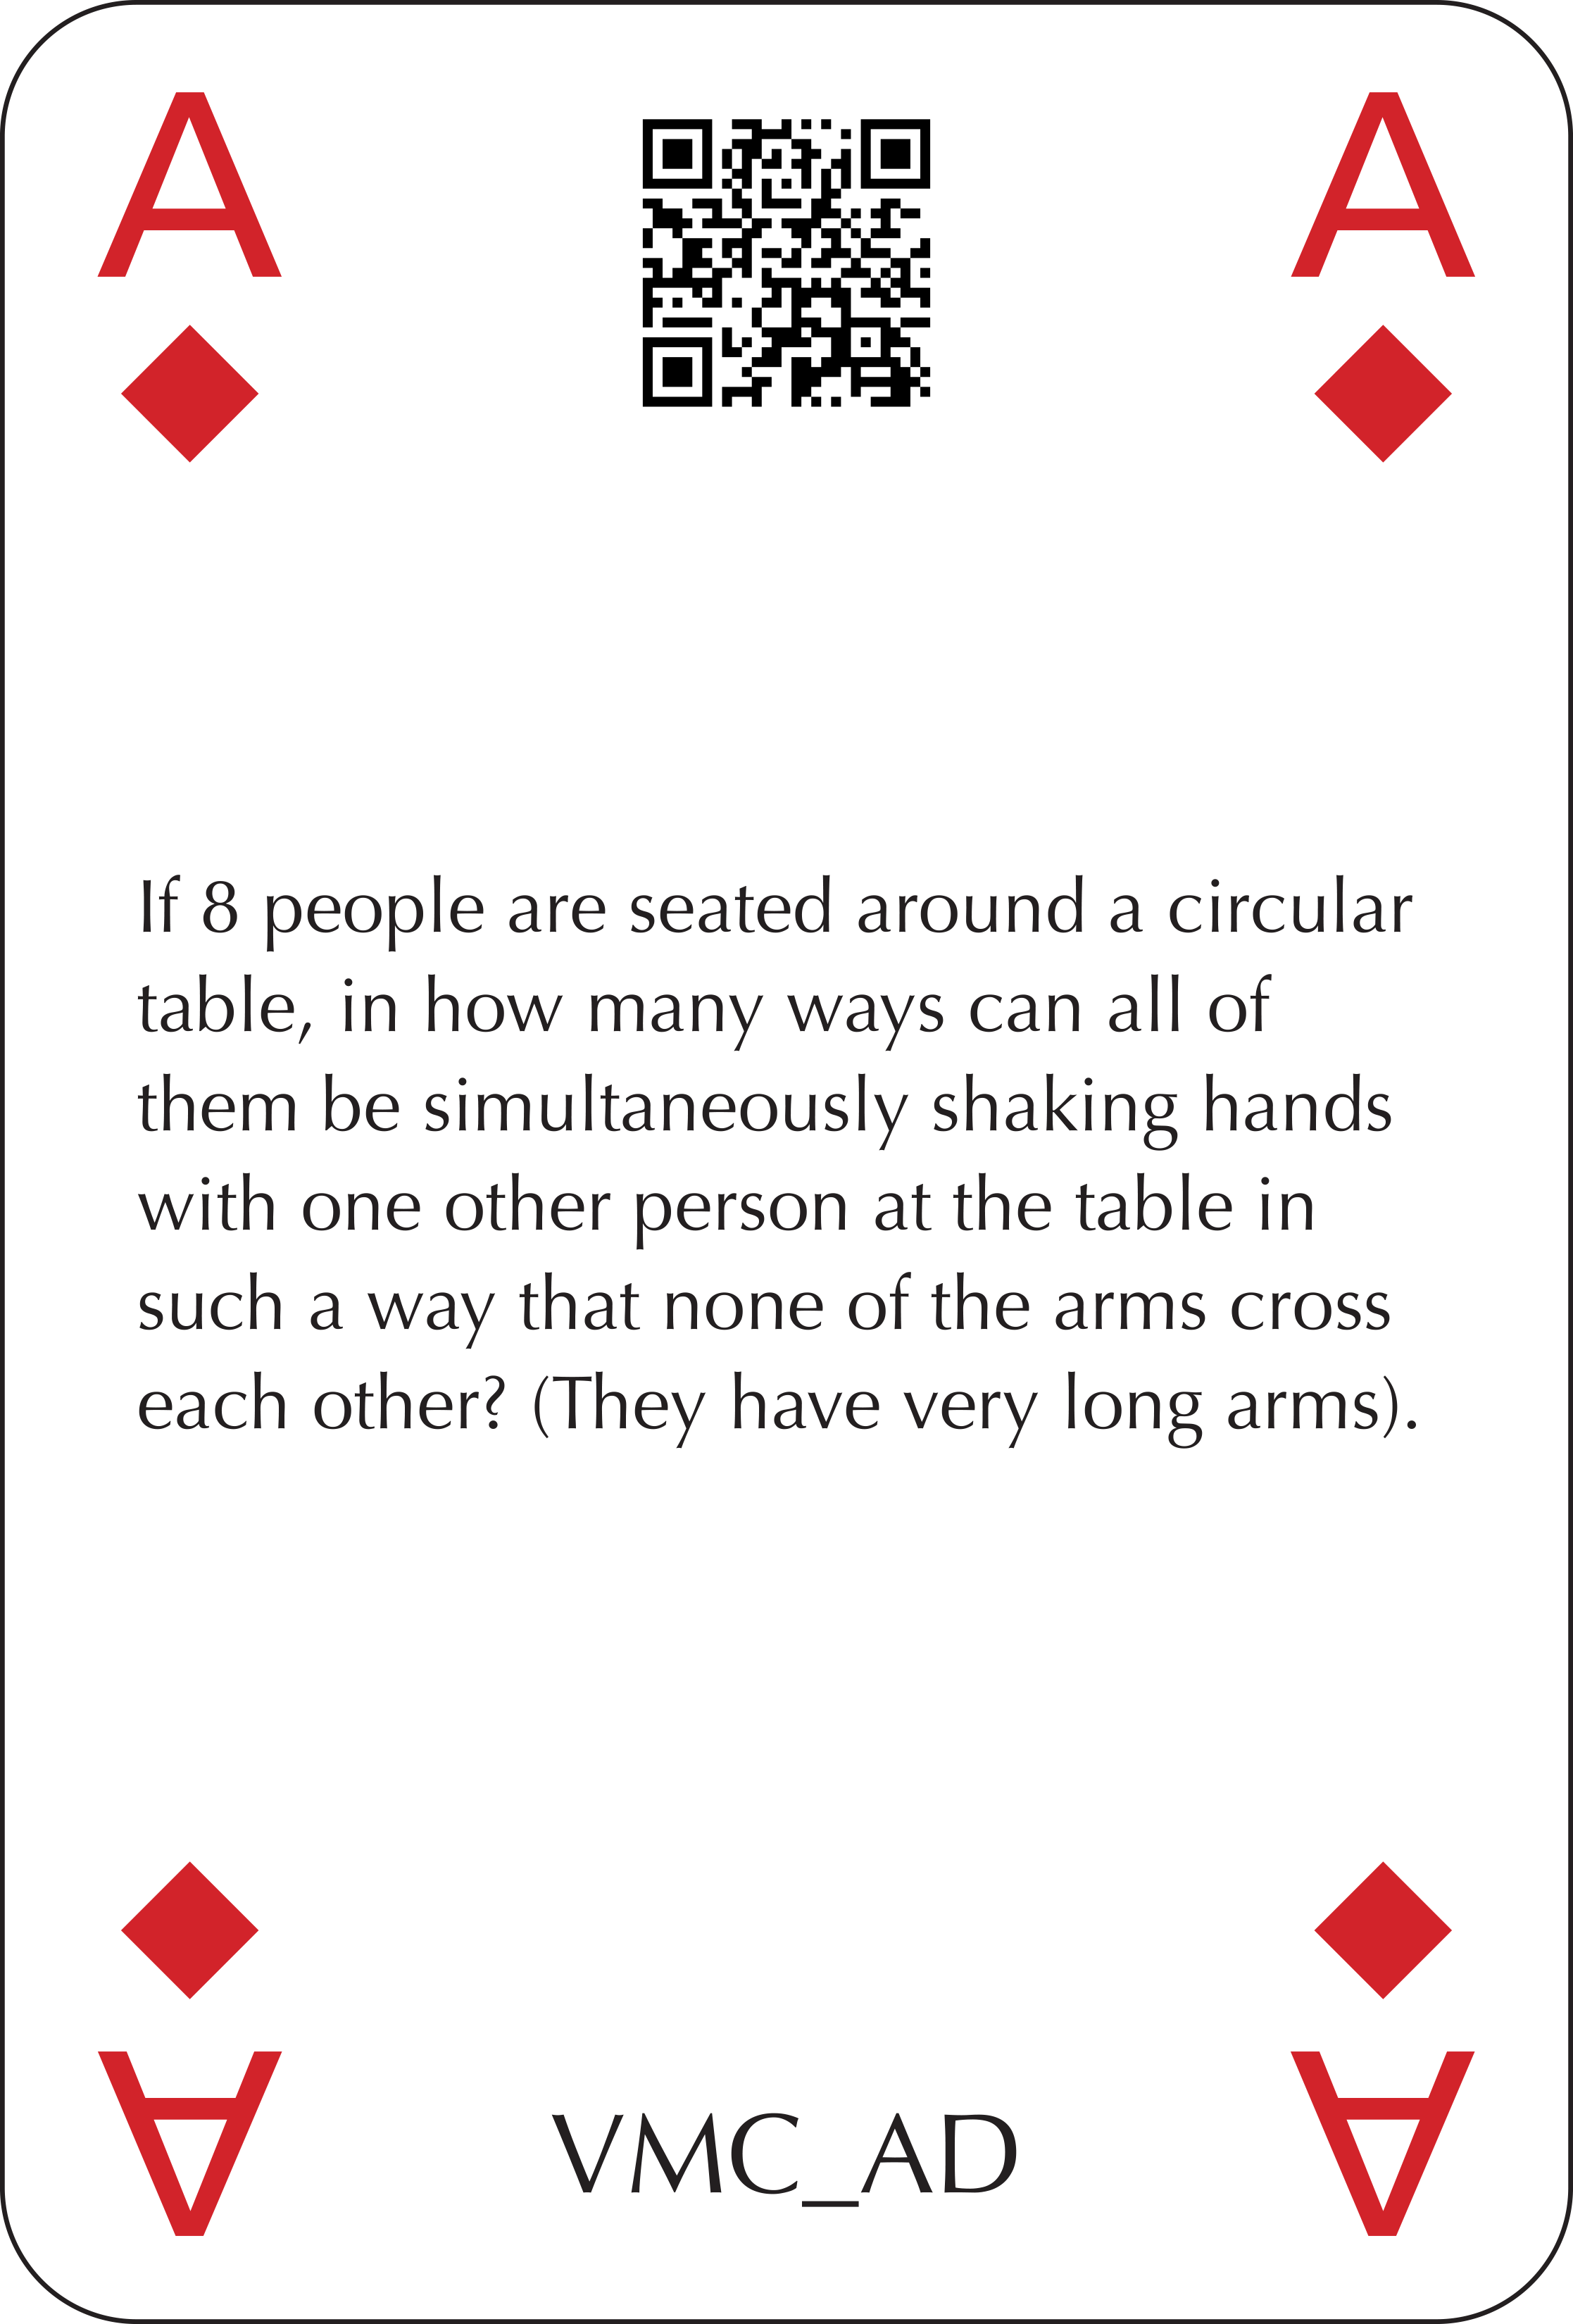 A A
If 8 people are seated around a circular
table, in how many ways can all of
them be simultaneously shaking hands
with one other person at the table in
such a way that none of the arms cross
each other? (They have very long arms).
A VMC_AD A